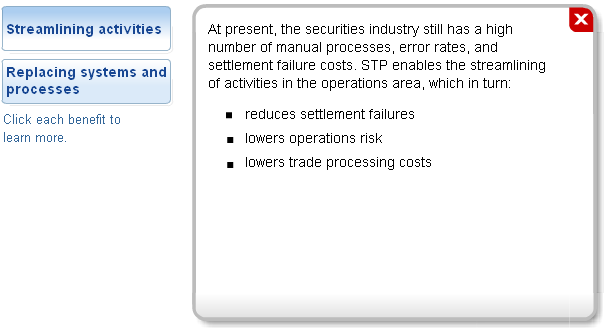 Streamlining activities
Replacing systems and
processes
Click each benefit to
learn more.
At present, the securities industry still has a high
number of manual processes, error rates, and
settlement failure costs. STP enables the streamlining
of activities in the operations area, which in turn:
▪ reduces settlement failures
▪ lowers operations risk
▪ lowers trade processing costs